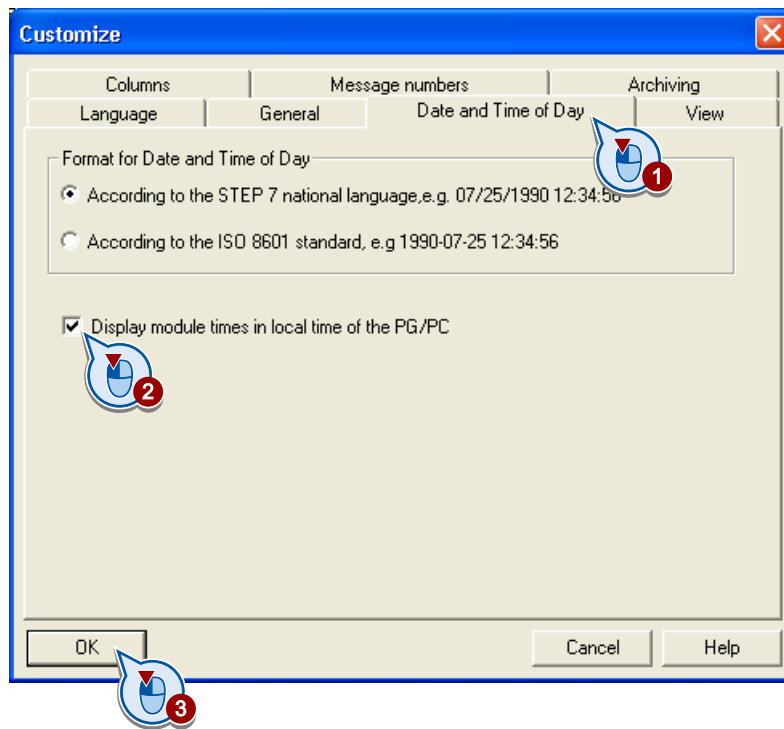 Customize
Columns Message numbers Archiving
Language General Date and Time of Day View
1
Format for Date and Time of Day
According to the STEP 7 national language,e.g. 07/25/1990 12:34:56
According to the ISO 8601 standard, e.g 1990-07-25 12:34:56
Display module times in local time of the PG/PC
2
OK Cancel Help
3